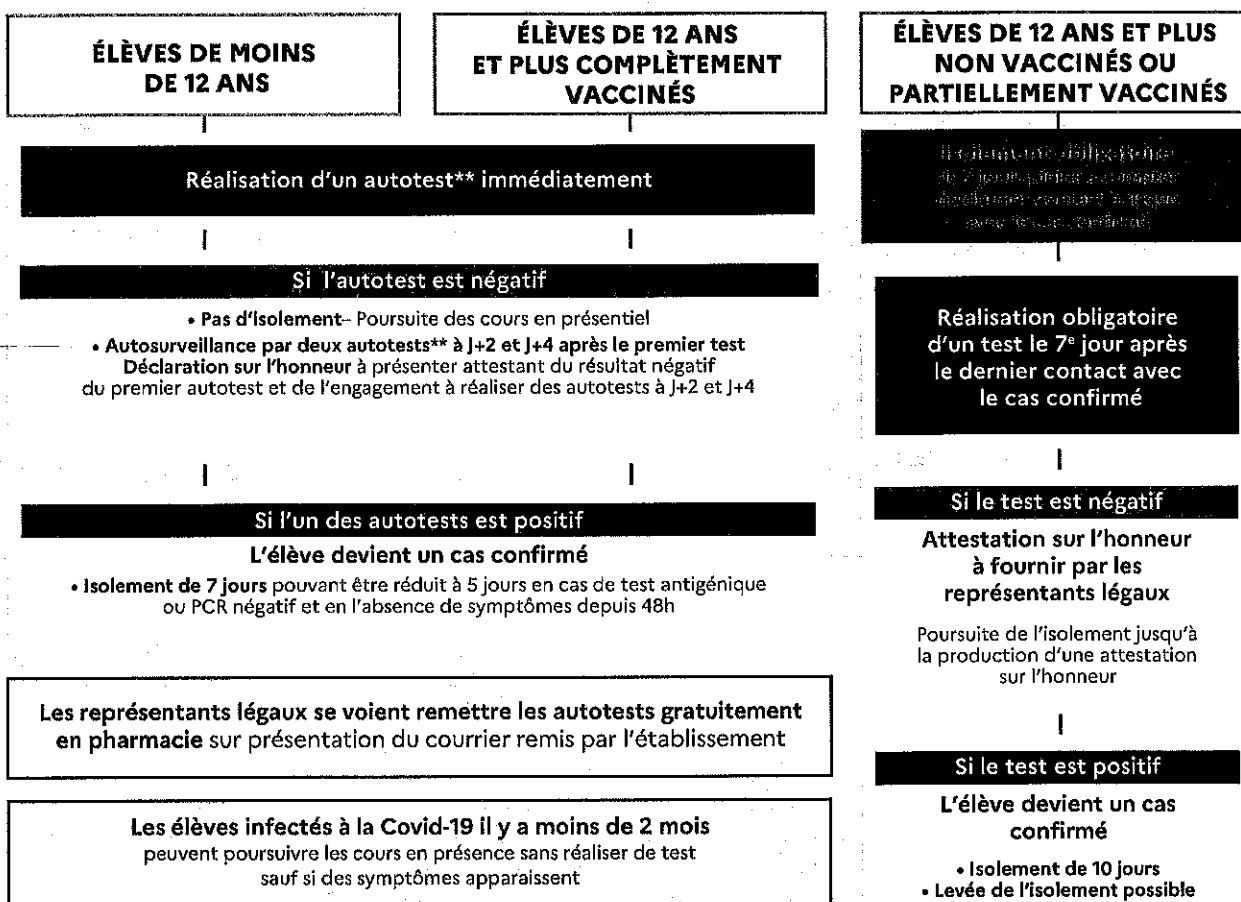 ÉLÈVES DE MOINS
DE 12 ANS
ÉLÈVES DE 12 ANS
ET PLUS COMPLÈTEMENT
VACCINÉS
Réalisation d'un autotest** immédiatement
Si l'autotest est négatif
• Pas d'isolement– Poursuite des cours en présentiel
• Autosurveillance par deux autotests** à J+2 et J+4 après le premier test
Déclaration sur l'honneur à présenter attestant du résultat négatif
du premier autotest et de l'engagement à réaliser des autotests à J+2 et J+4
Si l'un des autotests est positif
L'élève devient un cas confirmé
• Isolement de 7 jours pouvant être réduit à 5 jours en cas de test antigénique
ou PCR négatif et en l'absence de symptômes depuis 48h
Les représentants légaux se voient remettre les autotests gratuitement
en pharmacie sur présentation du courrier remis par l'établissement
Les élèves infectés à la Covid-19 il y a moins de 2 mois
peuvent poursuivre les cours en présence sans réaliser de test
sauf si des symptômes apparaissent
ÉLÈVES DE 12 ANS ET PLUS
NON VACCINÉS OU
PARTIELLEMENT VACCINÉS
de 7 jours
Réalisation obligatoire
d'un test le 7e jour après
le dernier contact avec
le cas confirmé
Si le test est négatif
Attestation sur l'honneur
à fournir par les
représentants légaux
Poursuite de l'isolement jusqu'à
la production d'une attestation
sur l'honneur
Si le test est positif
L'élève devient un cas
confirmé
• Isolement de 10 jours
• Levée de l'isolement possible